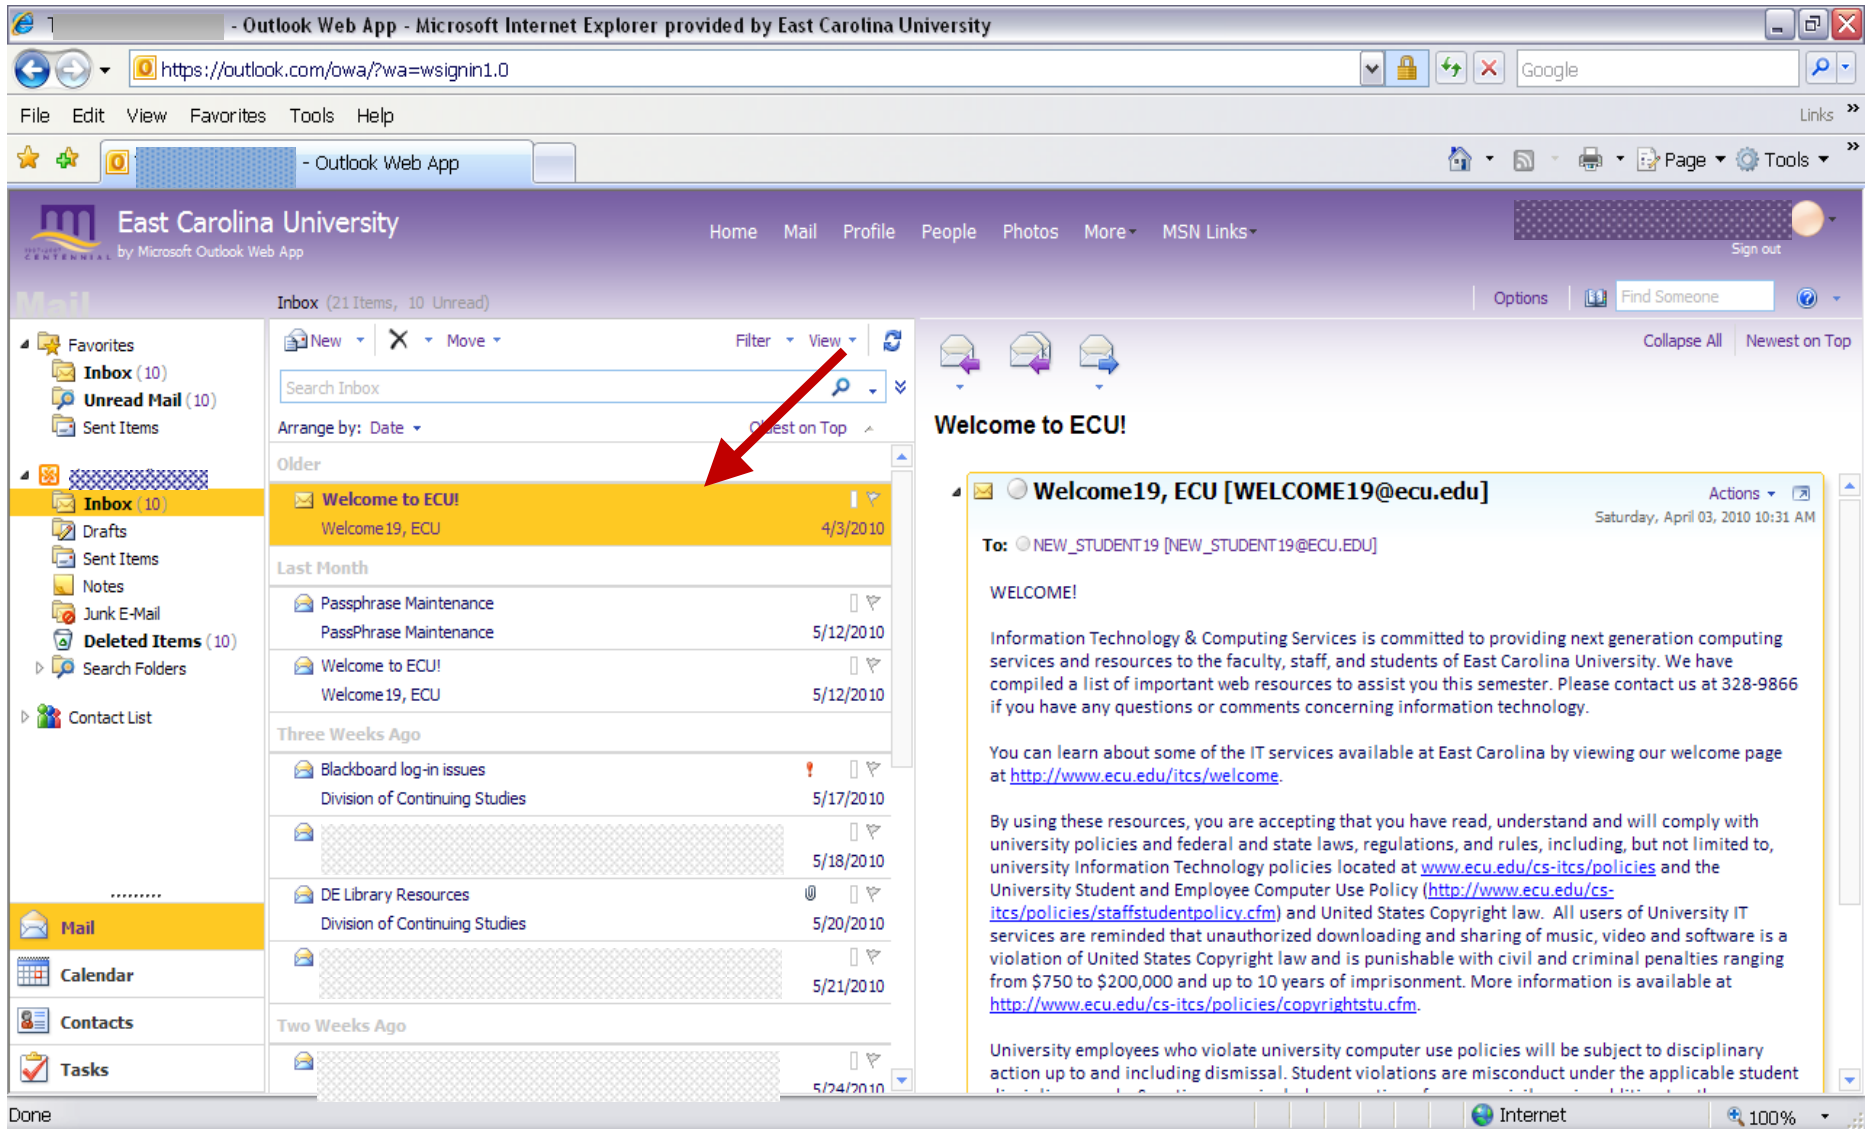 - Outlook Web App - Microsoft Internet Explorer provided by East Carolina University
https://outlook.com/owa/?wa=wsignin1.0
Google
File Edit View Favorites Tools Help
Links
- Outlook Web App
Page Tools
East Carolina University
by Microsoft Outlook Web App
CENTENNIAL
Home Mail Profile People Photos More MSN Links
Sign out
Mail
Inbox (21 Items, 10 Unread)
Options
Find Someone
Favorites
Inbox (10)
Unread Mail (10)
Sent Items
Inbox (10)
Drafts
Sent Items
Notes
Junk E-Mail
Deleted Items (10)
Search Folders
Contact List
Mail
Calendar
Contacts
Tasks
New Move Filter View
Search Inbox
Arrange by: Date Oldest on Top
Older
Welcome to ECU!
Welcome19, ECU 4/3/2010
Last Month
Passphrase Maintenance
PassPhrase Maintenance 5/12/2010
Welcome to ECU!
Welcome19, ECU 5/12/2010
Three Weeks Ago
Blackboard log-in issues
Division of Continuing Studies 5/17/2010
5/18/2010
DE Library Resources
Division of Continuing Studies 5/20/2010
5/21/2010
Two Weeks Ago
5/24/2010
Collapse All Newest on Top
Welcome to ECU!
Welcome19, ECU [WELCOME19@ecu.edu]
Actions
Saturday, April 03, 2010 10:31 AM
To: NEW_STUDENT19 [NEW_STUDENT19@ECU.EDU]
WELCOME!
Information Technology & Computing Services is committed to providing next generation computing
services and resources to the faculty, staff, and students of East Carolina University. We have
compiled a list of important web resources to assist you this semester. Please contact us at 328-9866
if you have any questions or comments concerning information technology.
You can learn about some of the IT services available at East Carolina by viewing our welcome page
at http://www.ecu.edu/itcs/welcome.
By using these resources, you are accepting that you have read, understand and will comply with
university policies and federal and state laws, regulations, and rules, including, but not limited to,
university Information Technology policies located at www.ecu.edu/cs-itcs/policies and the
University Student and Employee Computer Use Policy (http://www.ecu.edu/cs-
itcs/policies/staffstudentpolicy.cfm) and United States Copyright law. All users of University IT
services are reminded that unauthorized downloading and sharing of music, video and software is a
violation of United States Copyright law and is punishable with civil and criminal penalties ranging
from $750 to $200,000 and up to 10 years of imprisonment. More information is available at
http://www.ecu.edu/cs-itcs/policies/copyrightstu.cfm.
University employees who violate university computer use policies will be subject to disciplinary
action up to and including dismissal. Student violations are misconduct under the applicable student
Done
Internet
100%